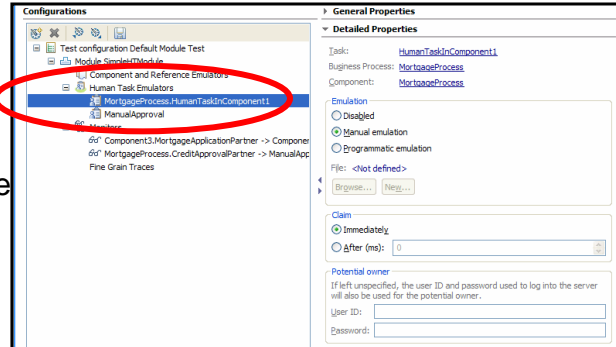 Configurations
Test configuration Default Module Test
Module SimpleHTModule
Component and Reference Emulators
Human Task Emulators
MortgageProcess.HumanTaskInComponent1
ManualApproval
Monitors
Component3.MortgageApplicationPartner -> Componer
MortgageProcess.CreditApprovalPartner -> ManualApp
Fine Grain Traces
e
General Properties
Detailed Properties
Task: HumanTaskInComponent1
Business Process: MortgageProcess
Component: MortgageProcess
Emulation
Disabled
Manual emulation
Programmatic emulation
File: <Not defined>
Browse... New...
Claim
Immediately
After (ms): 0
Potential owner
If left unspecified, the user ID and password used to log into the server
will also be used for the potential owner.
User ID:
Password: